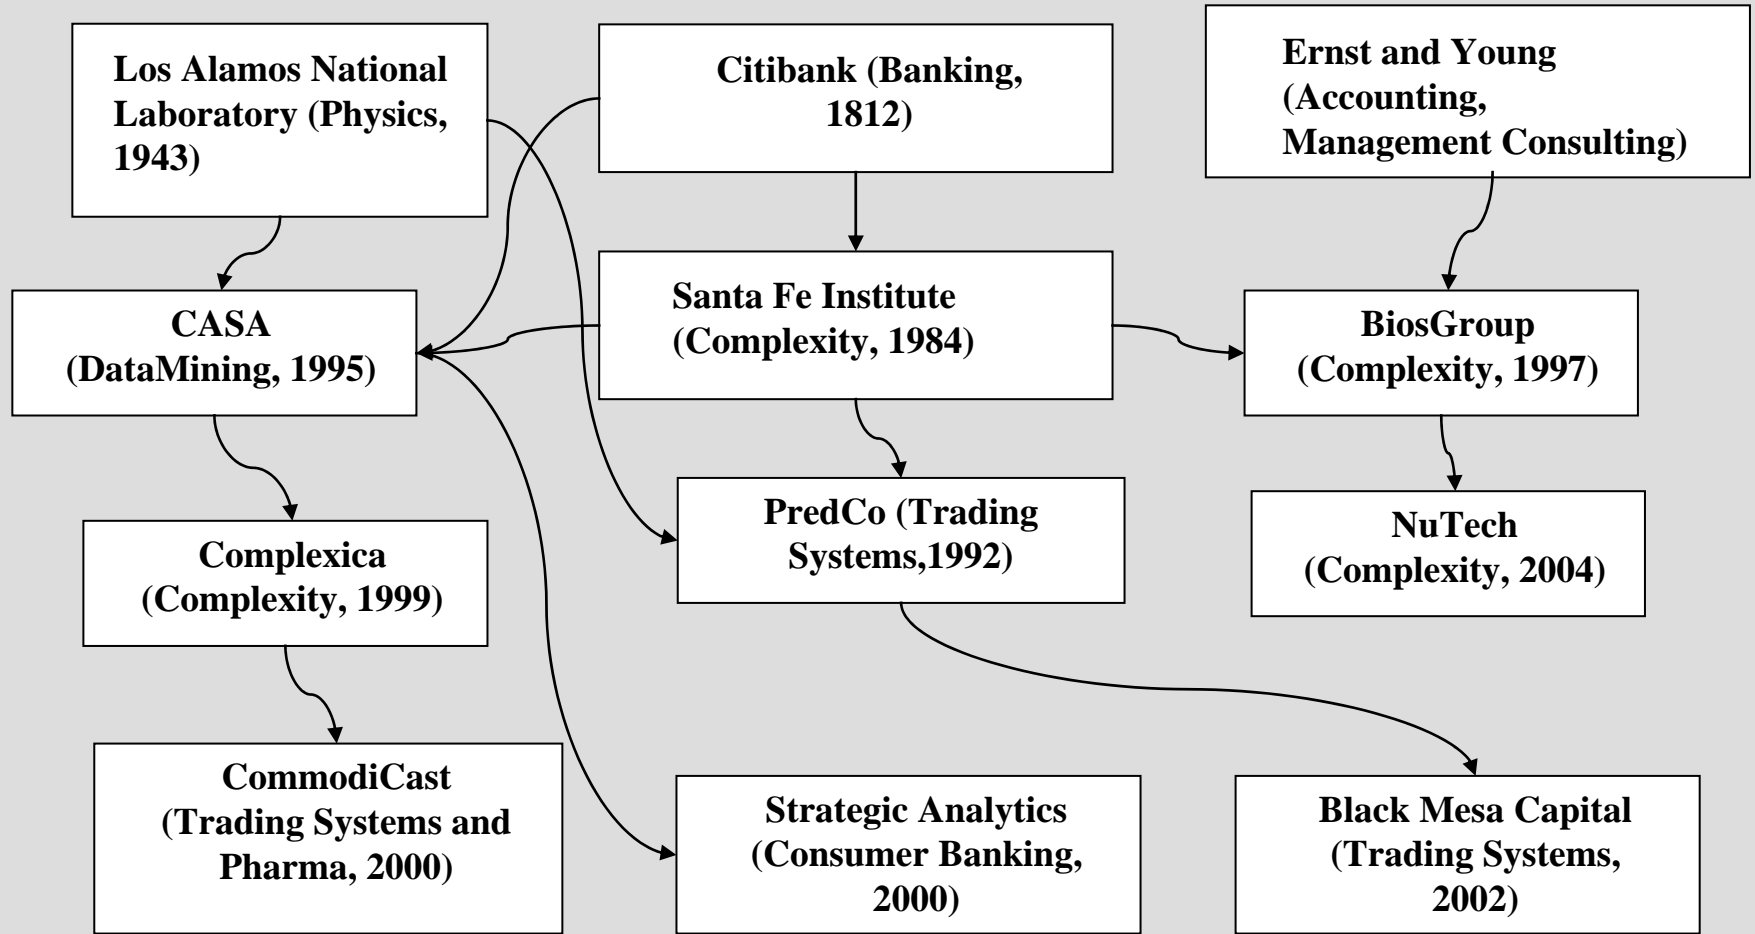 Los Alamos National
Laboratory (Physics,
1943)
Citibank (Banking,
1812)
Ernst and Young
(Accounting,
Management Consulting)
CASA
(DataMining, 1995)
Santa Fe Institute
(Complexity, 1984)
BiosGroup
(Complexity, 1997)
Complexica
(Complexity, 1999)
PredCo (Trading
Systems,1992)
NuTech
(Complexity, 2004)
CommodiCast
(Trading Systems and
Pharma, 2000)
Strategic Analytics
(Consumer Banking,
2000)
Black Mesa Capital
(Trading Systems,
2002)